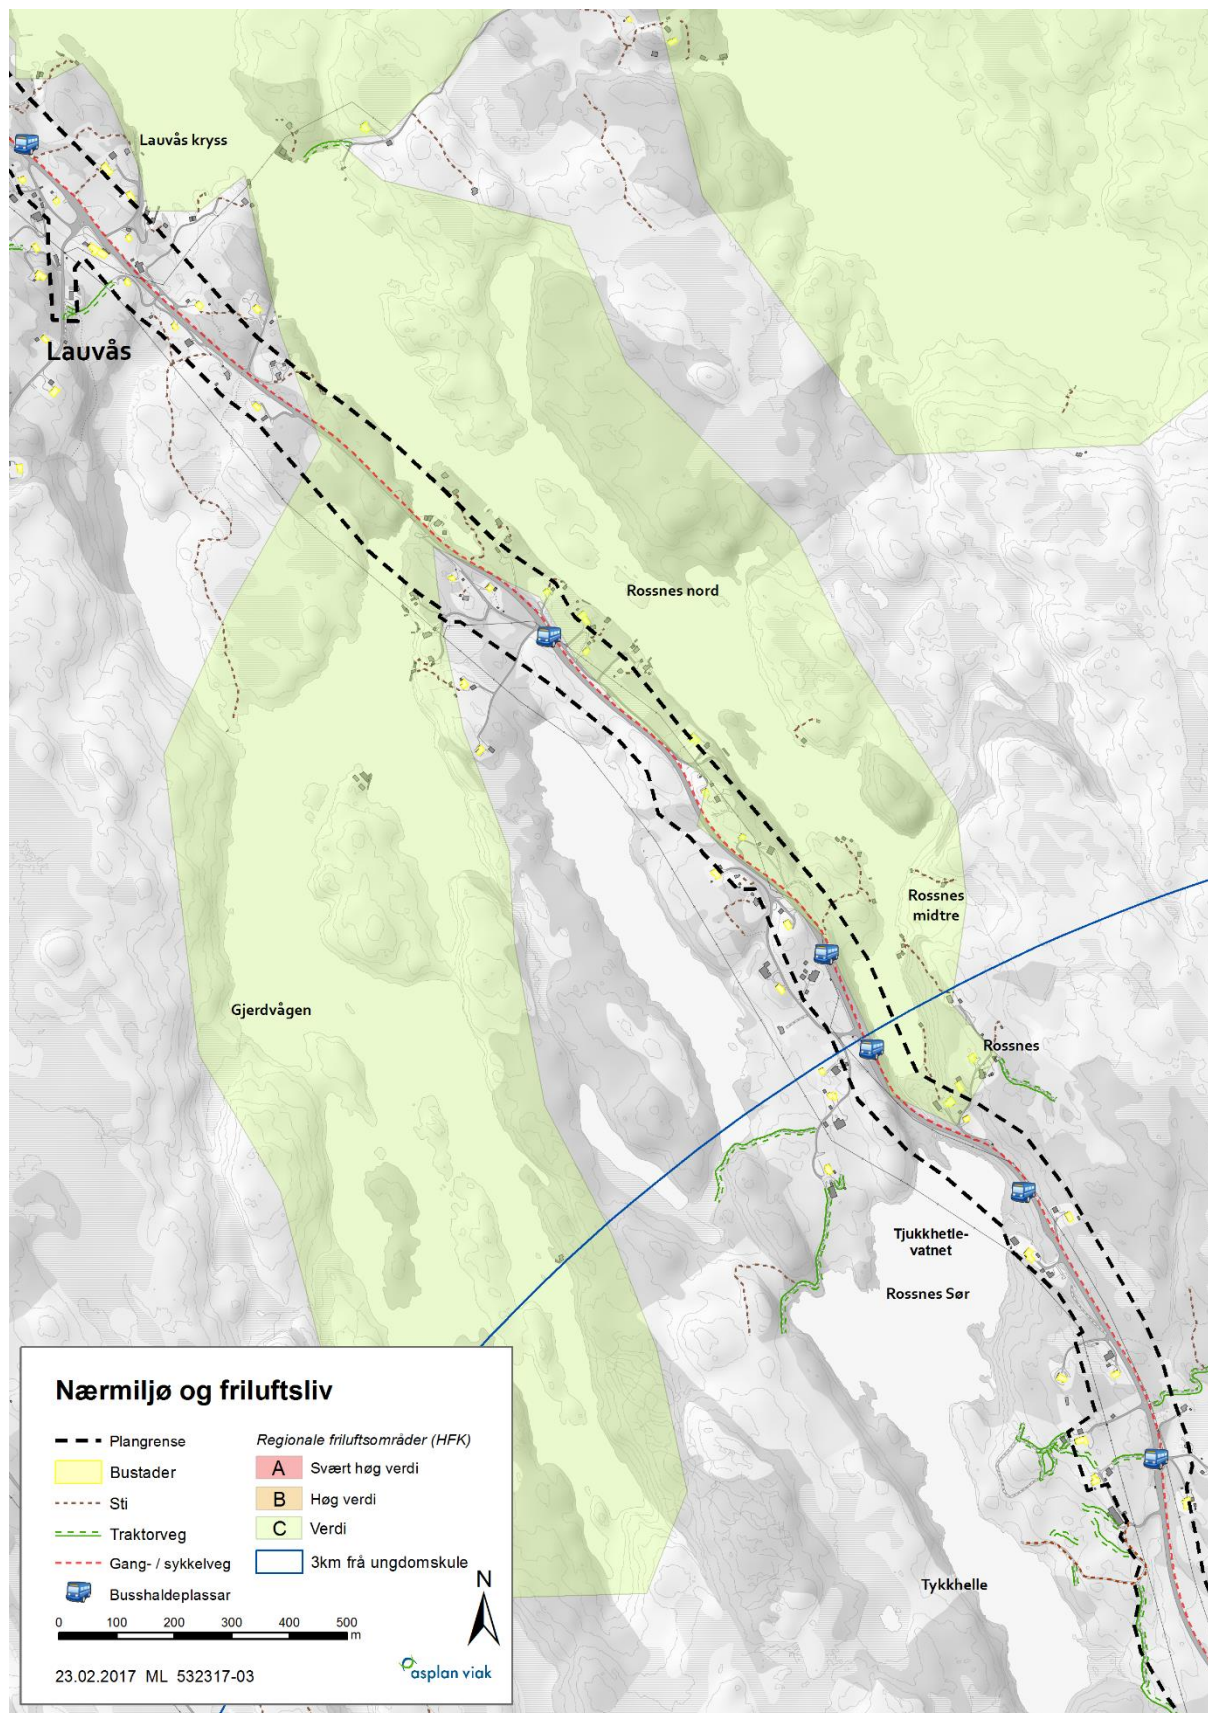 Lauvås kryss
Lauvås
Rossnes nord
Rossnes
midtre
Gjerdvågen
Rossnes
Tjukkhetle-
vatnet
Rossnes Sør
Tykkhelle
Nærmiljø og friluftsliv
Plangrense
Bustader
Sti
Traktorveg
Gang- / sykkelveg
Busshaldeplassar
Regionale friluftsområder (HFK)
A Svært høg verdi
B Høg verdi
C Verdi
3km frå ungdomskule
N
0 100 200 300 400 500
m
23.02.2017 ML 532317-03
asplan viak